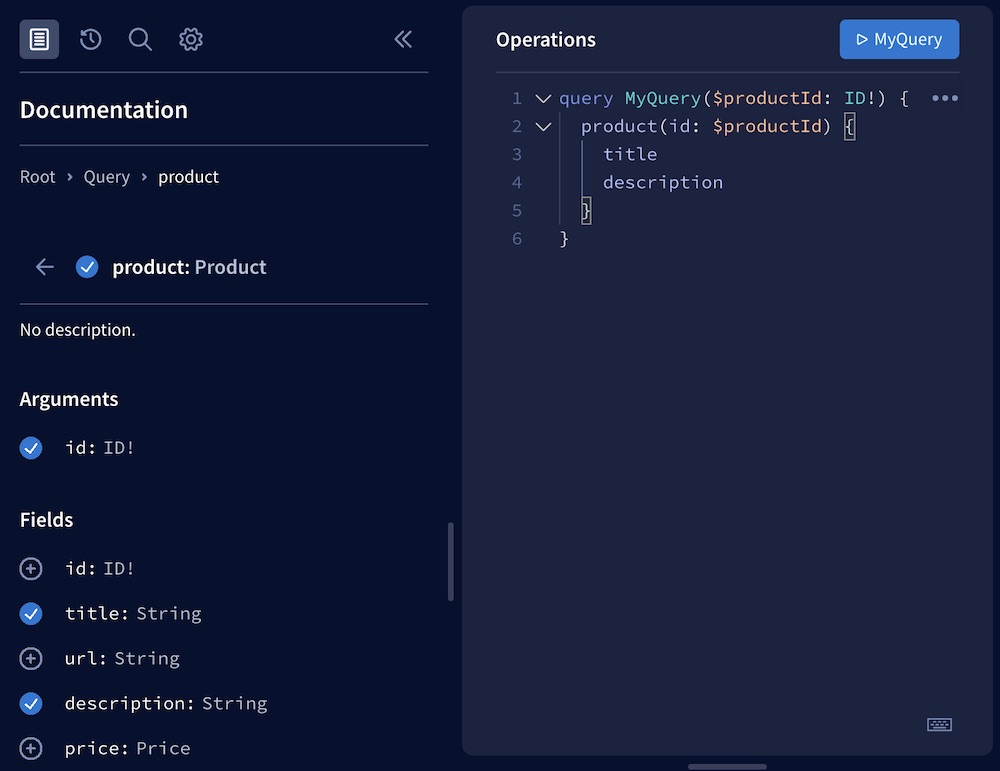 Documentation
Root › Query › product
product: Product
No description.
Arguments
id: ID!
Fields
id: ID!
title: String
url: String
description: String
price: Price
Operations
MyQuery
1 query MyQuery($productId: ID!) {
2 product(id: $productId) {
3 title
4 description
5 }
6 }